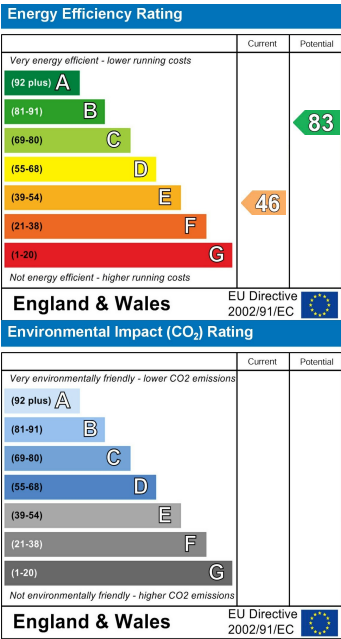 Energy Efficiency Rating
Current Potential
Very energy efficient - lower running costs
(92 plus) A
(81-91) B
83
(69-80) C
(55-68) D
(39-54) E
46
(21-38) F
(1-20) G
Not energy efficient - higher running costs
England & Wales
EU Directive
2002/91/EC
Environmental Impact (CO₂) Rating
Current Potential
Very environmentally friendly - lower CO2 emissions
(92 plus) A
(81-91) B
(69-80) C
(55-68) D
(39-54) E
(21-38) F
(1-20) G
Not environmentally friendly - higher CO2 emissions
England & Wales
EU Directive
2002/91/EC